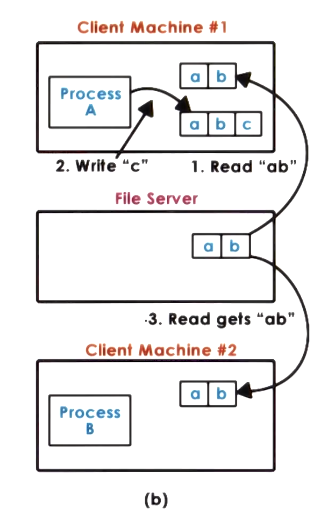 Client Machine #1
a b
Process
A
a b c
2. Write “c”
1. Read “ab”
File Server
a b
3. Read gets “ab”
Client Machine #2
a b
Process
B
(b)